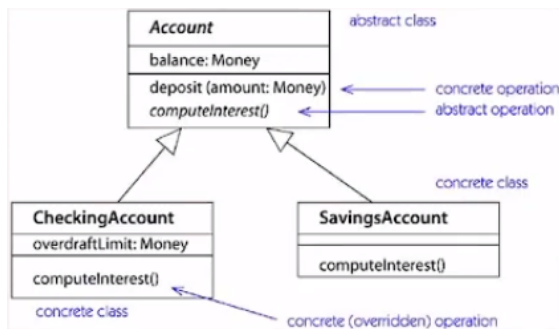 Account
abstract class
balance: Money
deposit (amount: Money)
concrete operation
computeInterest()
abstract operation
concrete class
CheckingAccount
SavingsAccount
overdraftLimit: Money
computeInterest()
computeInterest()
concrete class
concrete (overridden) operation